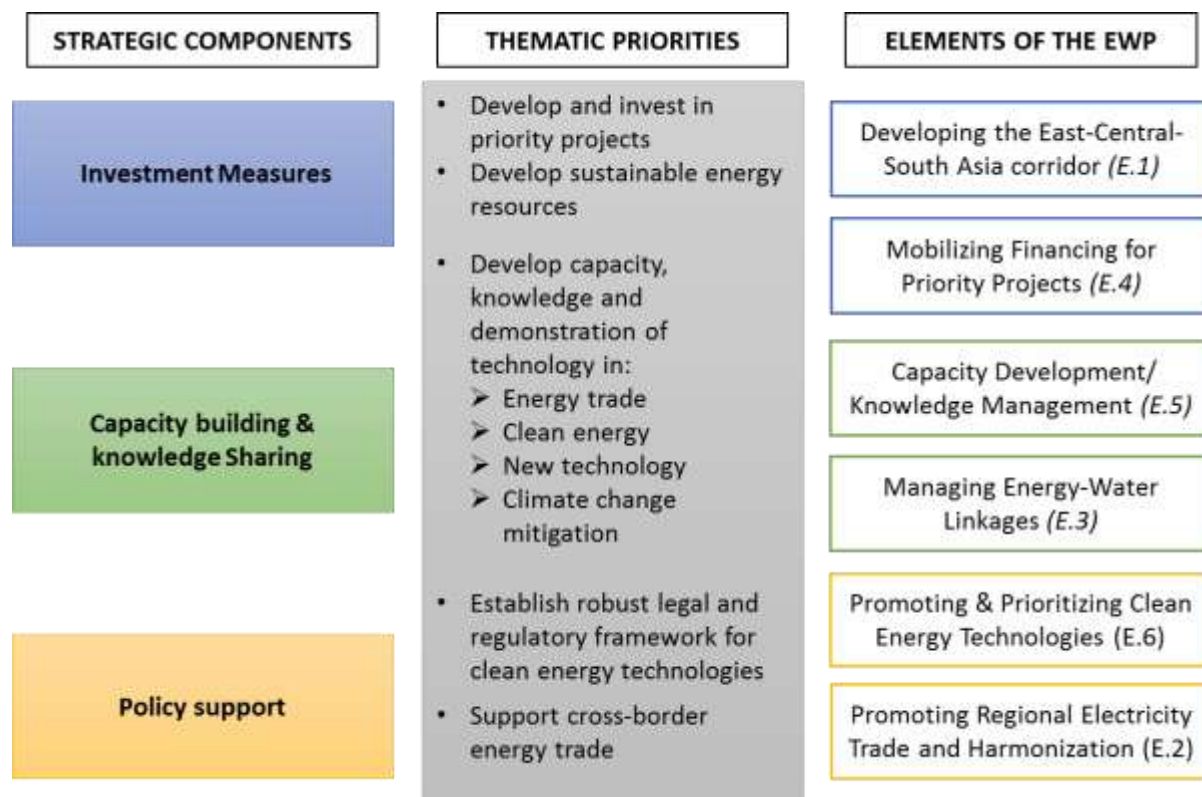 STRATEGIC COMPONENTS
Investment Measures
Capacity building &
knowledge Sharing
Policy support
THEMATIC PRIORITIES
• Develop and invest in
priority projects
• Develop sustainable energy
resources
• Develop capacity,
knowledge and
demonstration of
technology in:
➢ Energy trade
➢ Clean energy
➢ New technology
➢ Climate change
mitigation
• Establish robust legal and
regulatory framework for
clean energy technologies
• Support cross-border
energy trade
ELEMENTS OF THE EWP
Developing the East-Central-
South Asia corridor (E.1)
Mobilizing Financing for
Priority Projects (E.4)
Capacity Development/
Knowledge Management (E.5)
Managing Energy-Water
Linkages (E.3)
Promoting & Prioritizing Clean
Energy Technologies (E.6)
Promoting Regional Electricity
Trade and Harmonization (E.2)